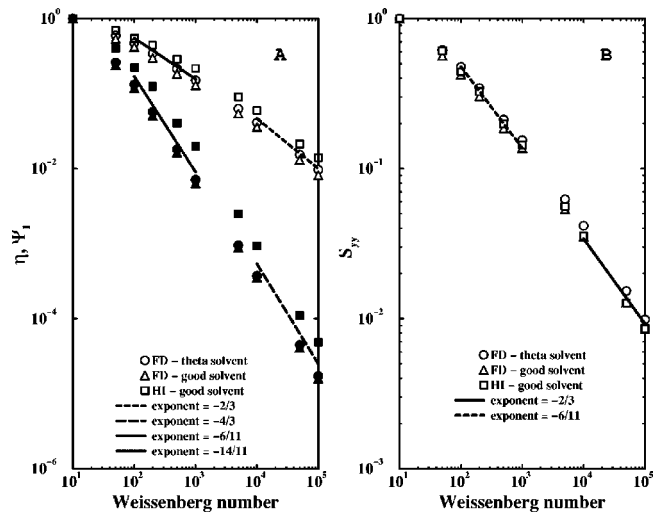 A
B
10^0
10^-2
10^-4
10^-6
η, Ψ_1
FD – theta solvent
FD – good solvent
HI – good solvent
exponent = –2/3
exponent = –4/3
exponent = –6/11
exponent = –14/11
10^1 10^2 10^3 10^4 10^5
Weissenberg number
10^0
10^-1
10^-2
10^-3
S_yy
FD – theta solvent
FD – good solvent
HI – good solvent
exponent = –2/3
exponent = –6/11
10^1 10^2 10^3 10^4 10^5
Weissenberg number